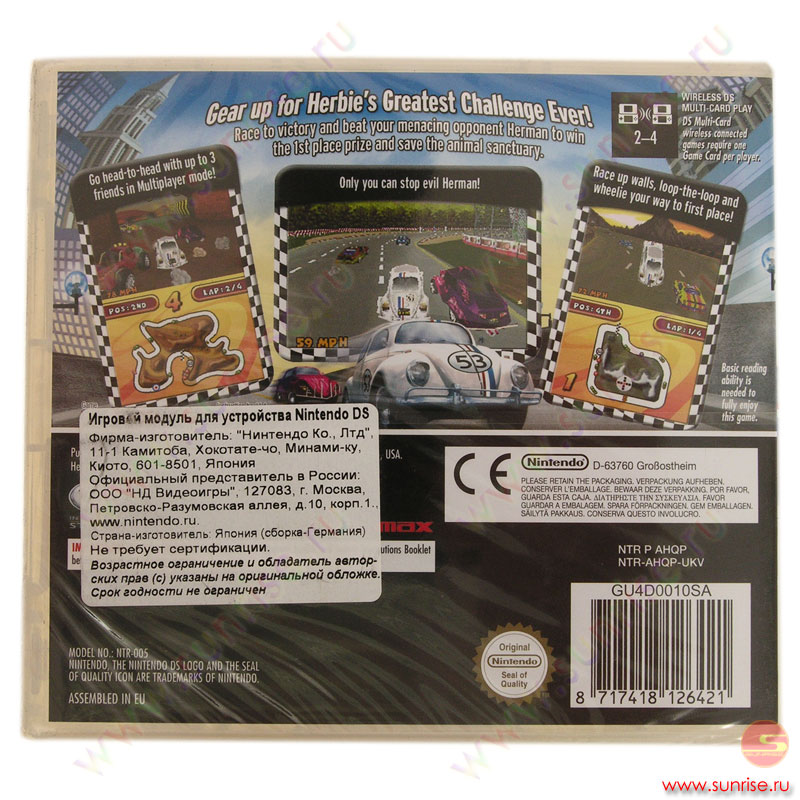 Gear up for Herbie's Greatest Challenge Ever!
Race to victory and beat your menacing opponent Herman to win
the 1st place prize and save the animal sanctuary.
WIRELESS DS
MULTI-CARD PLAY
2–4
DS Multi-Card
wireless connected
games require one
Game Card per player.
Go head-to-head with up to 3
friends in Multiplayer mode!
POS: 2ND
4
LAP: 2/4
Only you can stop evil Herman!
59 MPH
53
Race up walls, loop-the-loop and
wheelie your way to first place!
POS: 4TH
LAP: 1/4
1
Basic reading
ability is
needed to
fully enjoy
this game.
Игровой модуль для устройства Nintendo DS
Фирма-изготовитель: "Нинтендо Ко., Лтд",
11-1 Камитоба, Хокотате-чо, Минами-ку,
Киото, 601-8501, Япония
Официальный представитель в России:
ООО "НД Видеоигры", 127083, г. Москва,
Петровско-Разумовская аллея, д.10, корп.1.,
www.nintendo.ru.
Страна-изготовитель: Япония (сборка-Германия)
Не требует сертификации.
Возрастное ограничение и обладатель автор-
ских прав (с) указаны на оригинальной обложке.
Срок годности не ограничен
USA.
CE
Nintendo
D-63760 Großostheim
PLEASE RETAIN THE PACKAGING. VERPACKUNG AUFHEBEN.
CONSERVER L'EMBALLAGE. BEWAAR DEZE VERPAKKING. POR FAVOR,
GUARDA ESTA CAJA. ΔΙΑΤΗΡΗΣΤΕ ΤΗΝ ΣΥΣΚΕΥΑΣΙΑ. FAVOR
GUARDAR A EMBALAGEM. SPARA FÖRPACKNINGEN. GEM EMBALLAGEN.
SÄILYTÄ PAKKAUS. CONSERVA QUESTO INVOLUCRO.
max
utions Booklet
NTR P AHQP
NTR-AHQP-UKV
GU4D0010SA
8 717418 126421
Original
Nintendo
Seal of
Quality
MODEL NO.: NTR-005
NINTENDO, THE NINTENDO DS LOGO AND THE SEAL
OF QUALITY ICON ARE TRADEMARKS OF NINTENDO.
ASSEMBLED IN EU
www.sunrise.ru